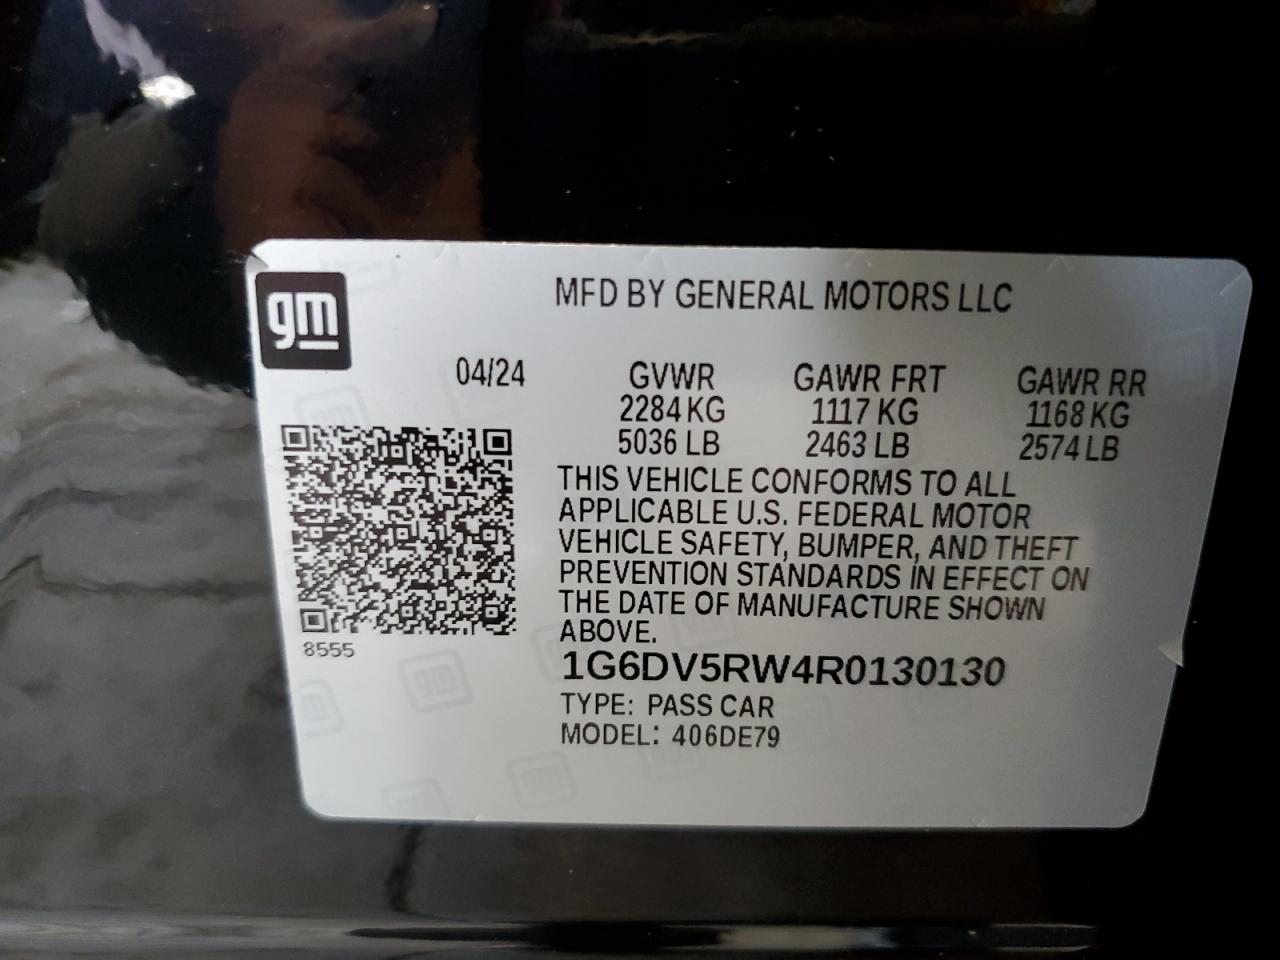 gm
MFD BY GENERAL MOTORS LLC
04/24 GVWR GAWR FRT GAWR RR
2284 KG 1117 KG 1168 KG
5036 LB 2463 LB 2574 LB
THIS VEHICLE CONFORMS TO ALL
APPLICABLE U.S. FEDERAL MOTOR
VEHICLE SAFETY, BUMPER, AND THEFT
PREVENTION STANDARDS IN EFFECT ON
THE DATE OF MANUFACTURE SHOWN
ABOVE.
8555
1G6DV5RW4R0130130
TYPE: PASS CAR
MODEL: 406DE79